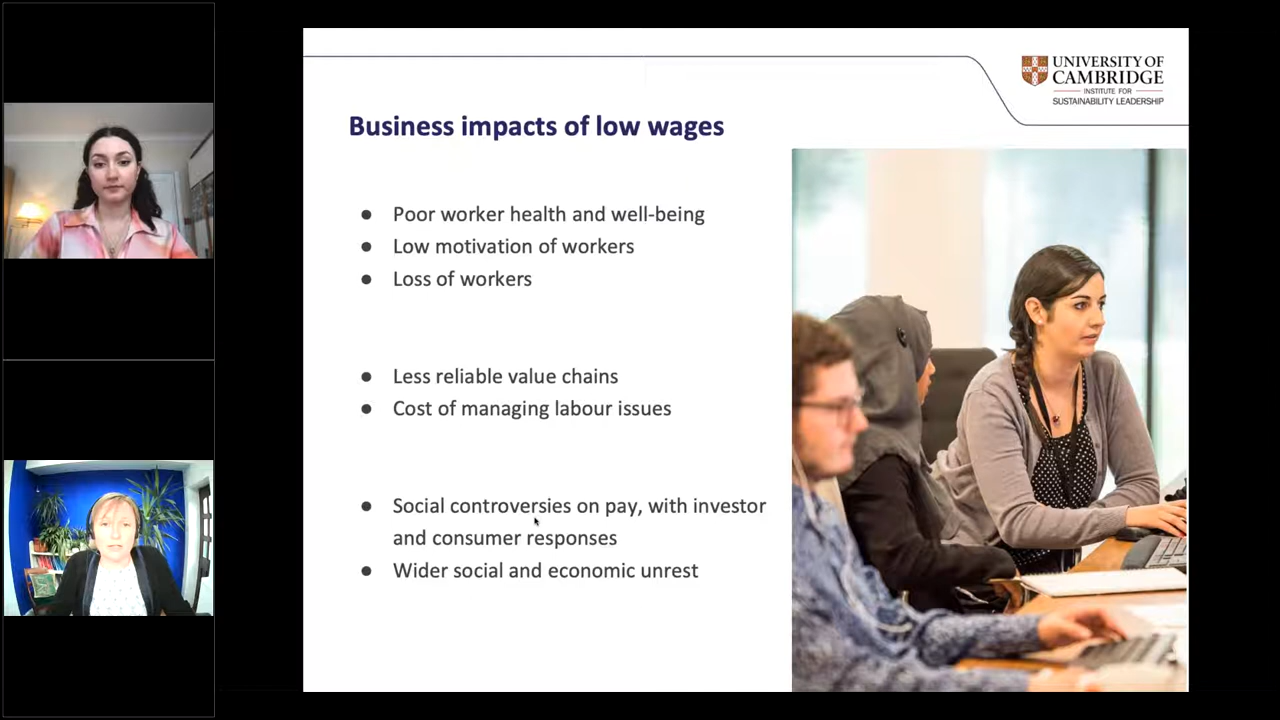 UNIVERSITY OF
CAMBRIDGE
INSTITUTE FOR
SUSTAINABILITY LEADERSHIP
Business impacts of low wages
● Poor worker health and well-being
● Low motivation of workers
● Loss of workers
● Less reliable value chains
● Cost of managing labour issues
● Social controversies on pay, with investor
and consumer responses
● Wider social and economic unrest